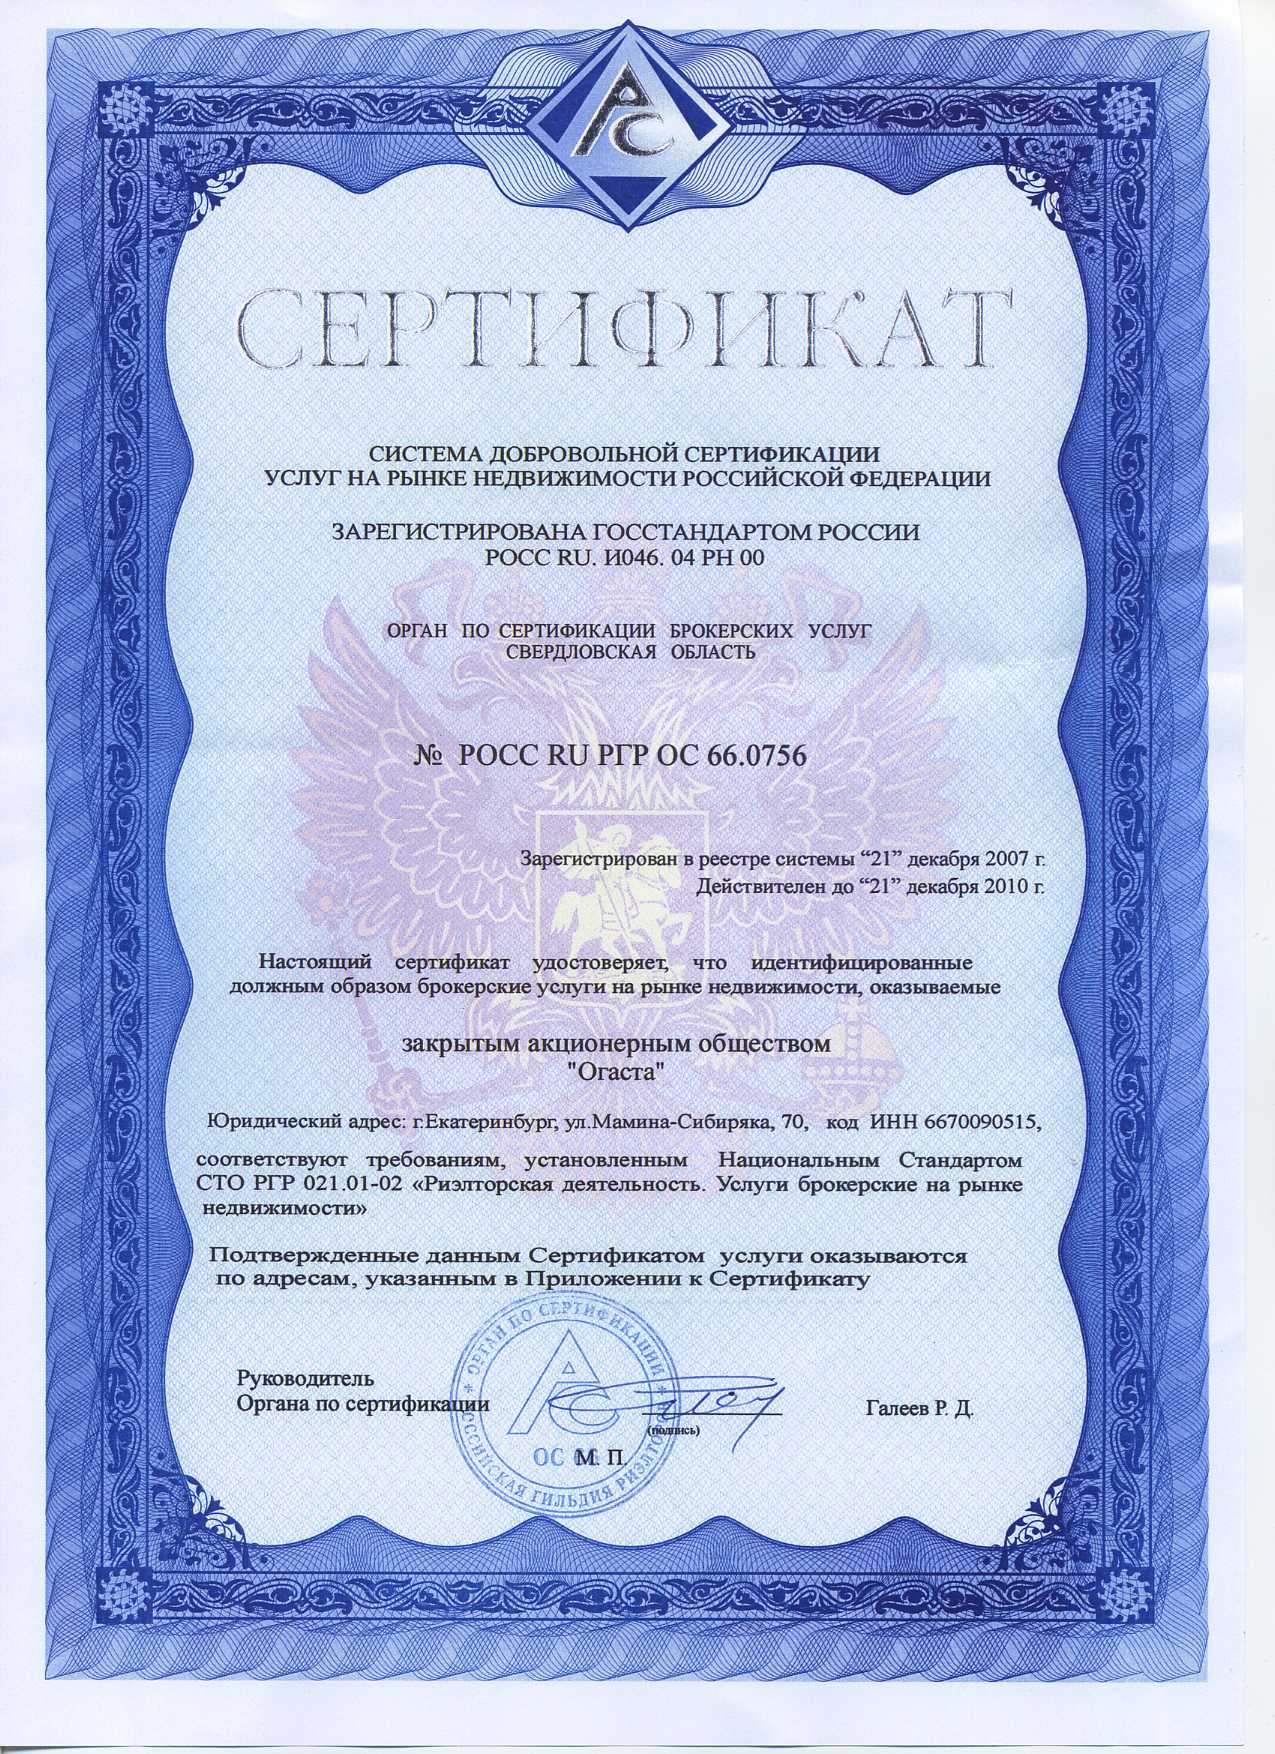 РС
СЕРТИФИКАТ
СИСТЕМА ДОБРОВОЛЬНОЙ СЕРТИФИКАЦИИ
УСЛУГ НА РЫНКЕ НЕДВИЖИМОСТИ РОССИЙСКОЙ ФЕДЕРАЦИИ
ЗАРЕГИСТРИРОВАНА ГОССТАНДАРТОМ РОССИИ
РОСС RU. И046. 04 РН 00
ОРГАН ПО СЕРТИФИКАЦИИ БРОКЕРСКИХ УСЛУГ
СВЕРДЛОВСКАЯ ОБЛАСТЬ
№ РОСС RU РГР ОС 66.0756
Зарегистрирован в реестре системы “21” декабря 2007 г.
Действителен до “21” декабря 2010 г.
Настоящий сертификат удостоверяет, что идентифицированные
должным образом брокерские услуги на рынке недвижимости, оказываемые
закрытым акционерным обществом
"Огаста"
Юридический адрес: г.Екатеринбург, ул.Мамина-Сибиряка, 70, код ИНН 6670090515,
соответствуют требованиям, установленным Национальным Стандартом
СТО РГР 021.01-02 «Риэлторская деятельность. Услуги брокерские на рынке
недвижимости»
Подтвержденные данным Сертификатом услуги оказываются
по адресам, указанным в Приложении к Сертификату
* ОРГАН ПО СЕРТИФИКАЦИИ *
РОССИЙСКАЯ ГИЛЬДИЯ РИЭЛТОРОВ
РС
ОС
Руководитель
Органа по сертификации
(подпись)
Галеев Р. Д.
М. П.